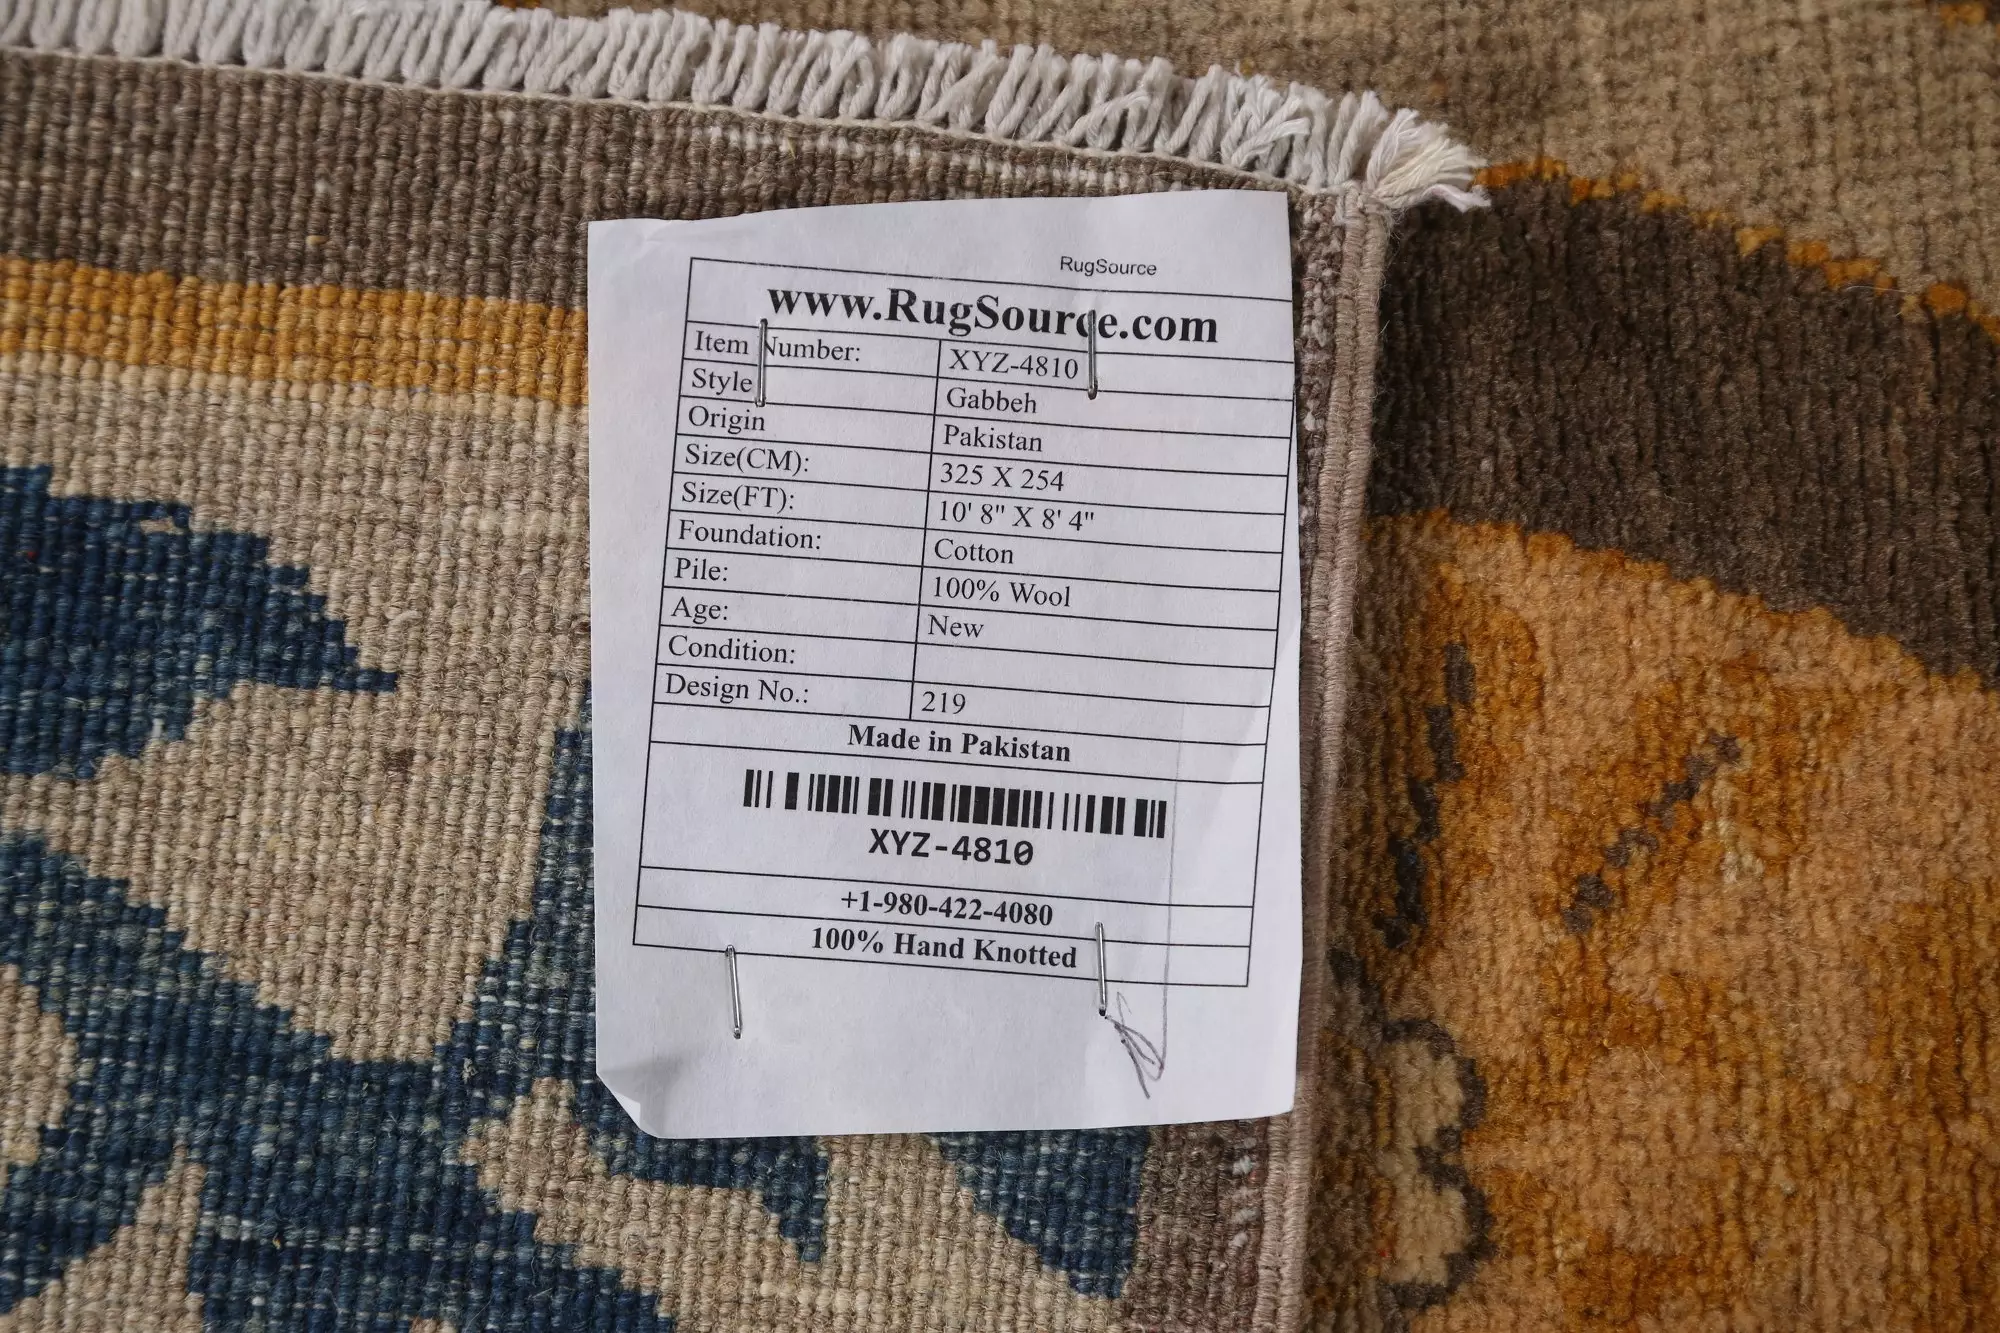 RugSource
www.RugSource.com
Item Number: XYZ-4810
Style Gabbeh
Origin Pakistan
Size(CM): 325 X 254
Size(FT): 10' 8" X 8' 4"
Foundation: Cotton
Pile: 100% Wool
Age: New
Condition:
Design No.: 219
Made in Pakistan
XYZ-4810
+1-980-422-4080
100% Hand Knotted